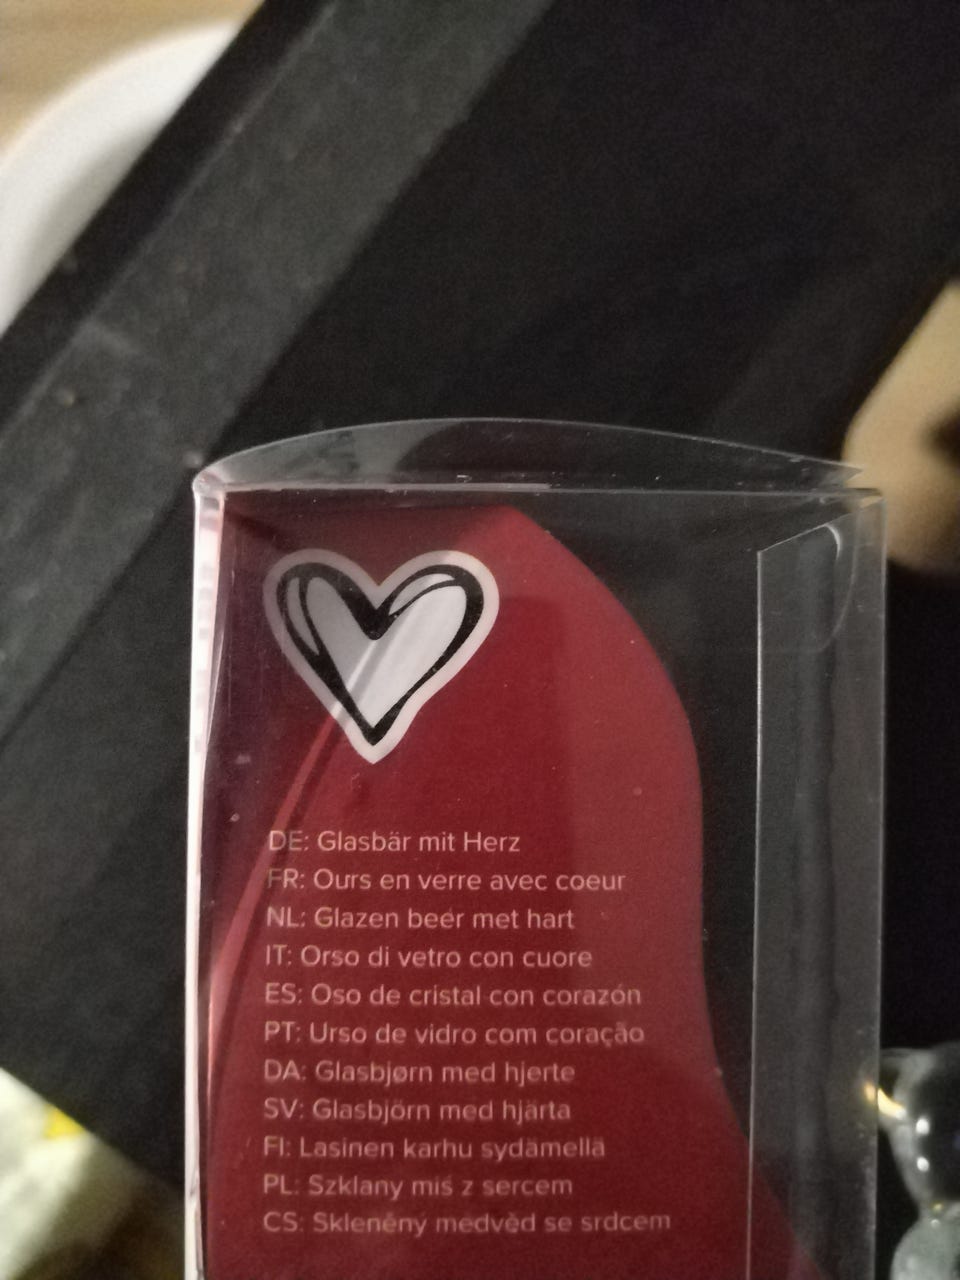 DE: Glasbär mit Herz
FR: Ours en verre avec coeur
NL: Glazen beer met hart
IT: Orso di vetro con cuore
ES: Oso de cristal con corazón
PT: Urso de vidro com coração
DA: Glasbjørn med hjerte
SV: Glasbjörn med hjärta
FI: Lasinen karhu sydämellä
PL: Szklany miś z sercem
CS: Skleněný medvěd se srdcem